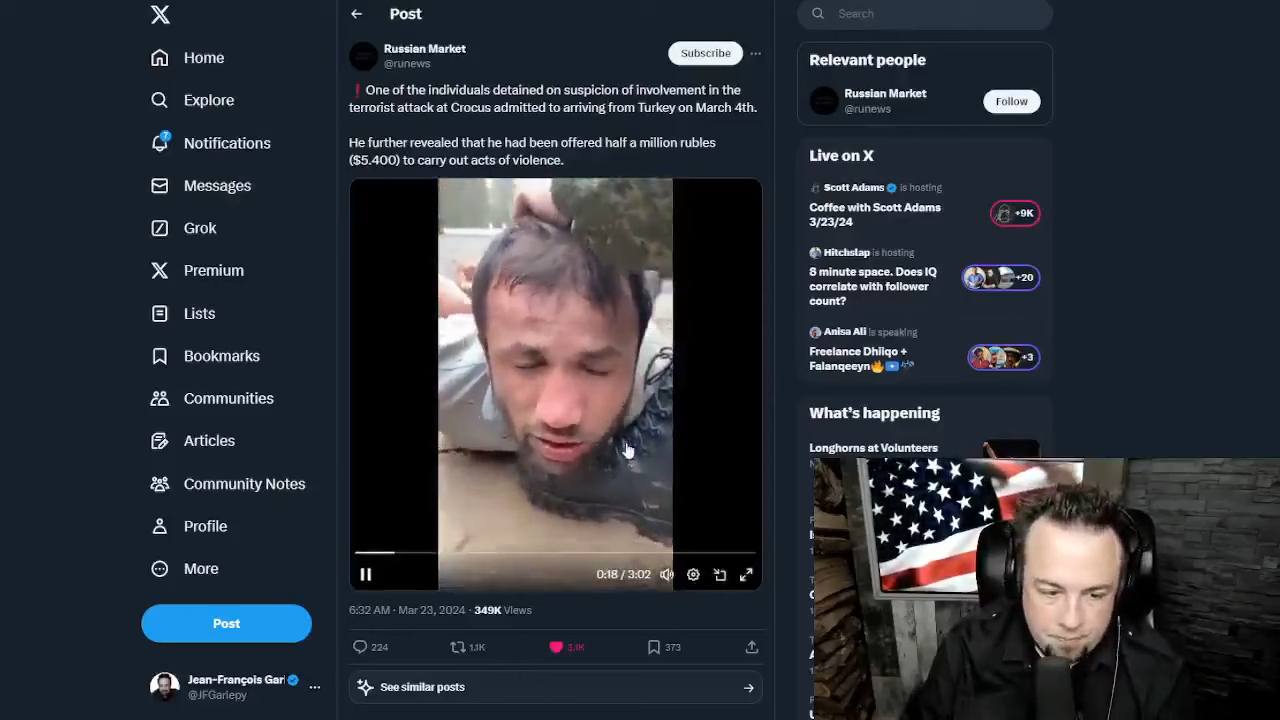 Home
Explore
7
Notifications
Messages
Grok
Premium
Lists
Bookmarks
Communities
Articles
Community Notes
Profile
More
Post
Jean-François Gari
@JFGariepy
Post
Russian Market
@runews
Subscribe
❗One of the individuals detained on suspicion of involvement in the
terrorist attack at Crocus admitted to arriving from Turkey on March 4th.
He further revealed that he had been offered half a million rubles
($5.400) to carry out acts of violence.
0:18 / 3:02
6:32 AM · Mar 23, 2024 · 349K Views
224
1.1K
3.1K
373
See similar posts
Search
Relevant people
Russian Market
@runews
Follow
Live on X
Scott Adams is hosting
Coffee with Scott Adams
3/23/24
+9K
Hitchslap is hosting
8 minute space. Does IQ
correlate with follower
count?
+20
Anisa Ali is speaking
Freelance Dhilqo +
Falanqeeyn
+3
What's happening
Longhorns at Volunteers